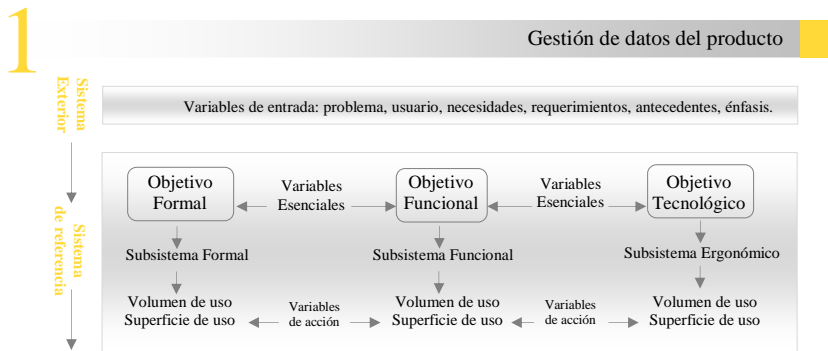 1
Gestión de datos del producto
Sistema
Exterior
Variables de entrada: problema, usuario, necesidades, requerimientos, antecedentes, énfasis.
Sistema
de referencia
Objetivo
Formal
Variables
Esenciales
Objetivo
Funcional
Variables
Esenciales
Objetivo
Tecnológico
Subsistema Formal
Subsistema Funcional
Subsistema Ergonómico
Volumen de uso
Superficie de uso
Variables
de acción
Volumen de uso
Superficie de uso
Variables
de acción
Volumen de uso
Superficie de uso